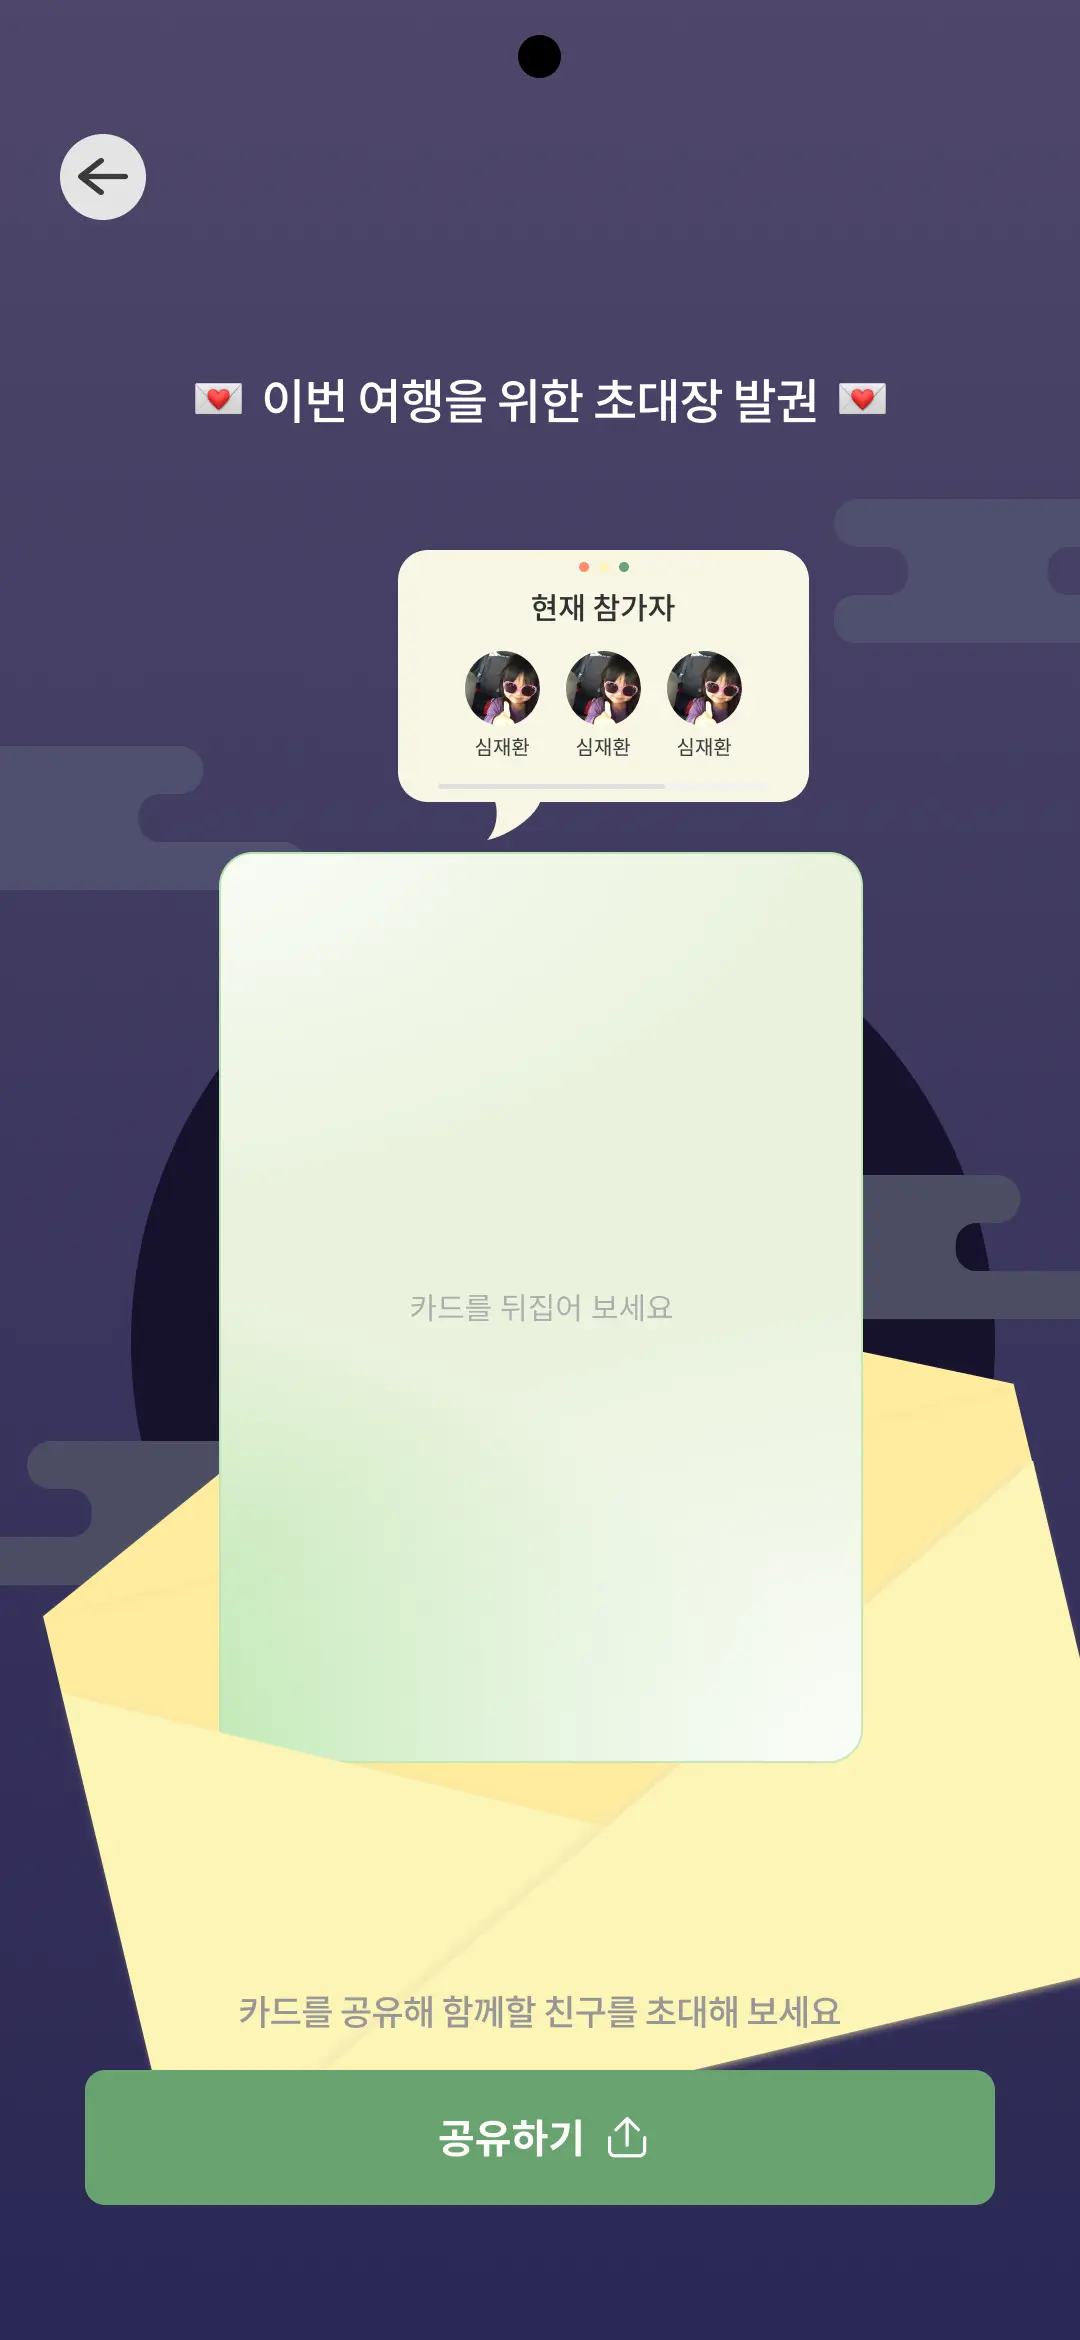 💌 이번 여행을 위한 초대장 발권 💌
현재 참가자
심재환 심재환 심재환
카드를 뒤집어 보세요
카드를 공유해 함께할 친구를 초대해 보세요
공유하기